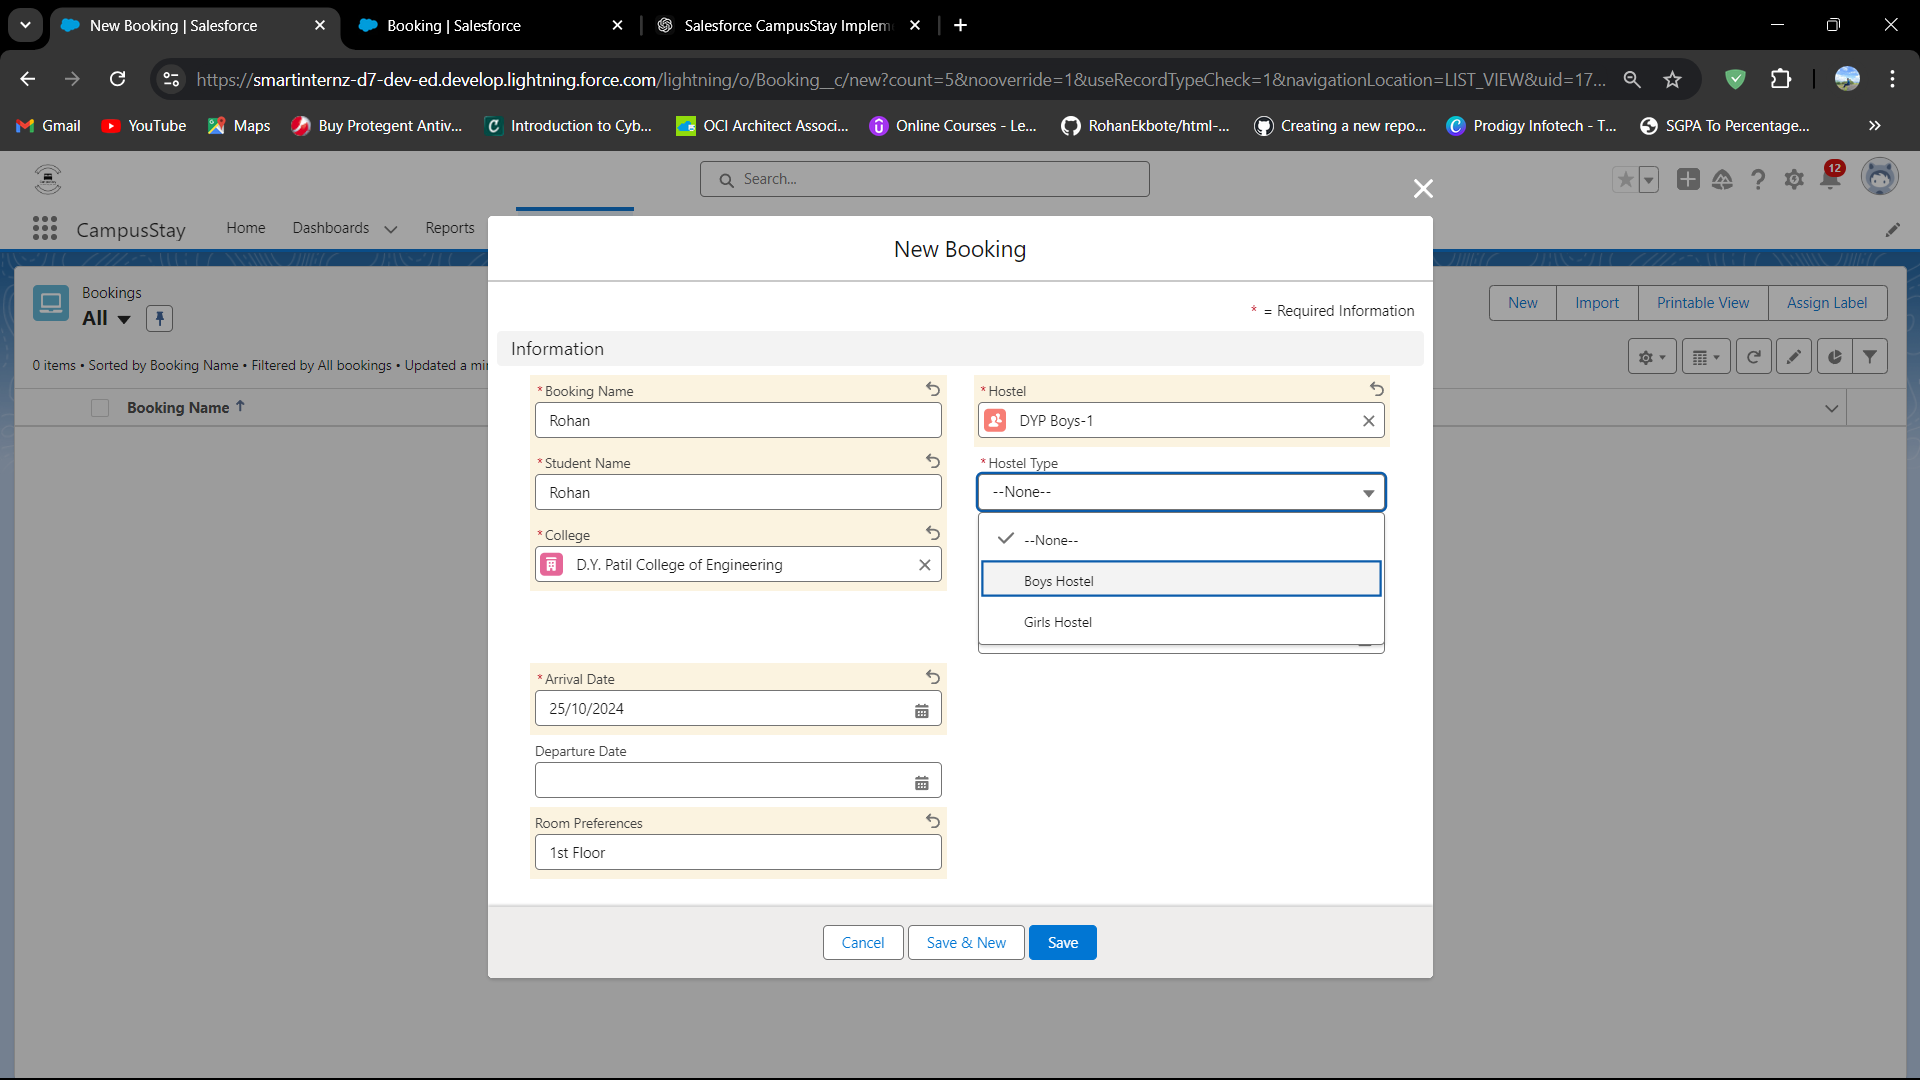 New Booking | Salesforce
Booking | Salesforce
Salesforce CampusStay Implem
https://smartinternz-d7-dev-ed.develop.lightning.force.com/lightning/o/Booking__c/new?count=5&nooverride=1&useRecordTypeCheck=1&navigationLocation=LIST_VIEW&uid=17...
Gmail
YouTube
Maps
Buy Protegent Antiv...
Introduction to Cyb...
OCI Architect Associ...
Online Courses - Le...
RohanEkbote/html-...
Creating a new repo...
Prodigy Infotech - T...
SGPA To Percentage...
Search...
12
CampusStay
Home
Dashboards
Reports
Bookings
All
New
Import
Printable View
Assign Label
0 items • Sorted by Booking Name • Filtered by All bookings • Updated a mi
Booking Name ↑
New Booking
* = Required Information
Information
*Booking Name
Rohan
*Hostel
DYP Boys-1
*Student Name
Rohan
*Hostel Type
--None--
--None--
Boys Hostel
Girls Hostel
*College
D.Y. Patil College of Engineering
*Arrival Date
25/10/2024
Departure Date
Room Preferences
1st Floor
Cancel
Save & New
Save